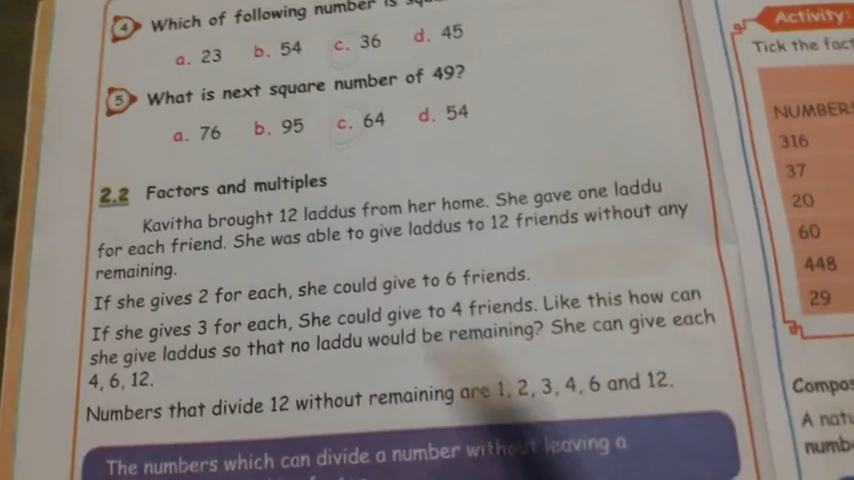 4 Which of following number is
a. 23 b. 54 c. 36 d. 45
5 What is next square number of 49?
a. 76 b. 95 c. 64 d. 54
2.2 Factors and multiples
Kavitha brought 12 laddus from her home. She gave one laddu
for each friend. She was able to give laddus to 12 friends without any
remaining.
If she gives 2 for each, she could give to 6 friends.
If she gives 3 for each, She could give to 4 friends. Like this how can
she give laddus so that no laddu would be remaining? She can give each
4, 6, 12.
Numbers that divide 12 without remaining are 1, 2, 3, 4, 6 and 12.
The numbers which can divide a number without leaving a
Activity:
Tick the
NUMBERS
316
37
20
60
448
29
A